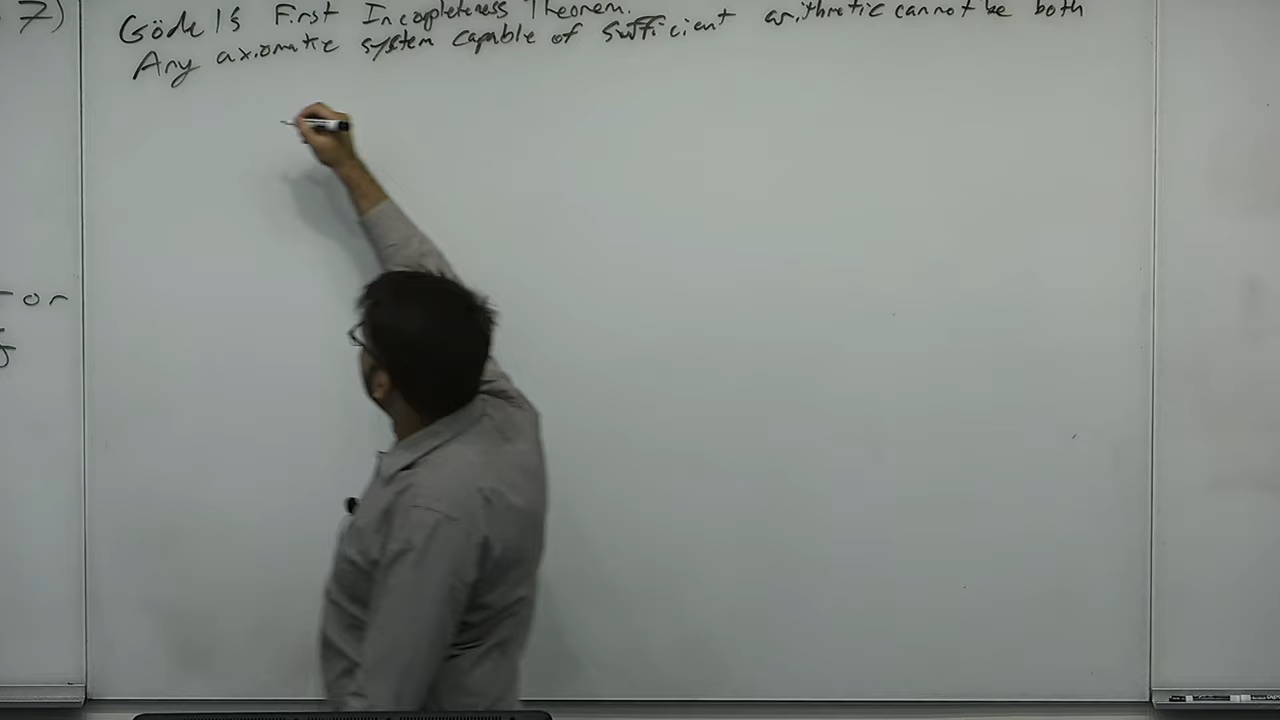 7)
Gödel's First Incompleteness Theorem.
Any axiomatic system capable of sufficient arithmetic cannot be both
or